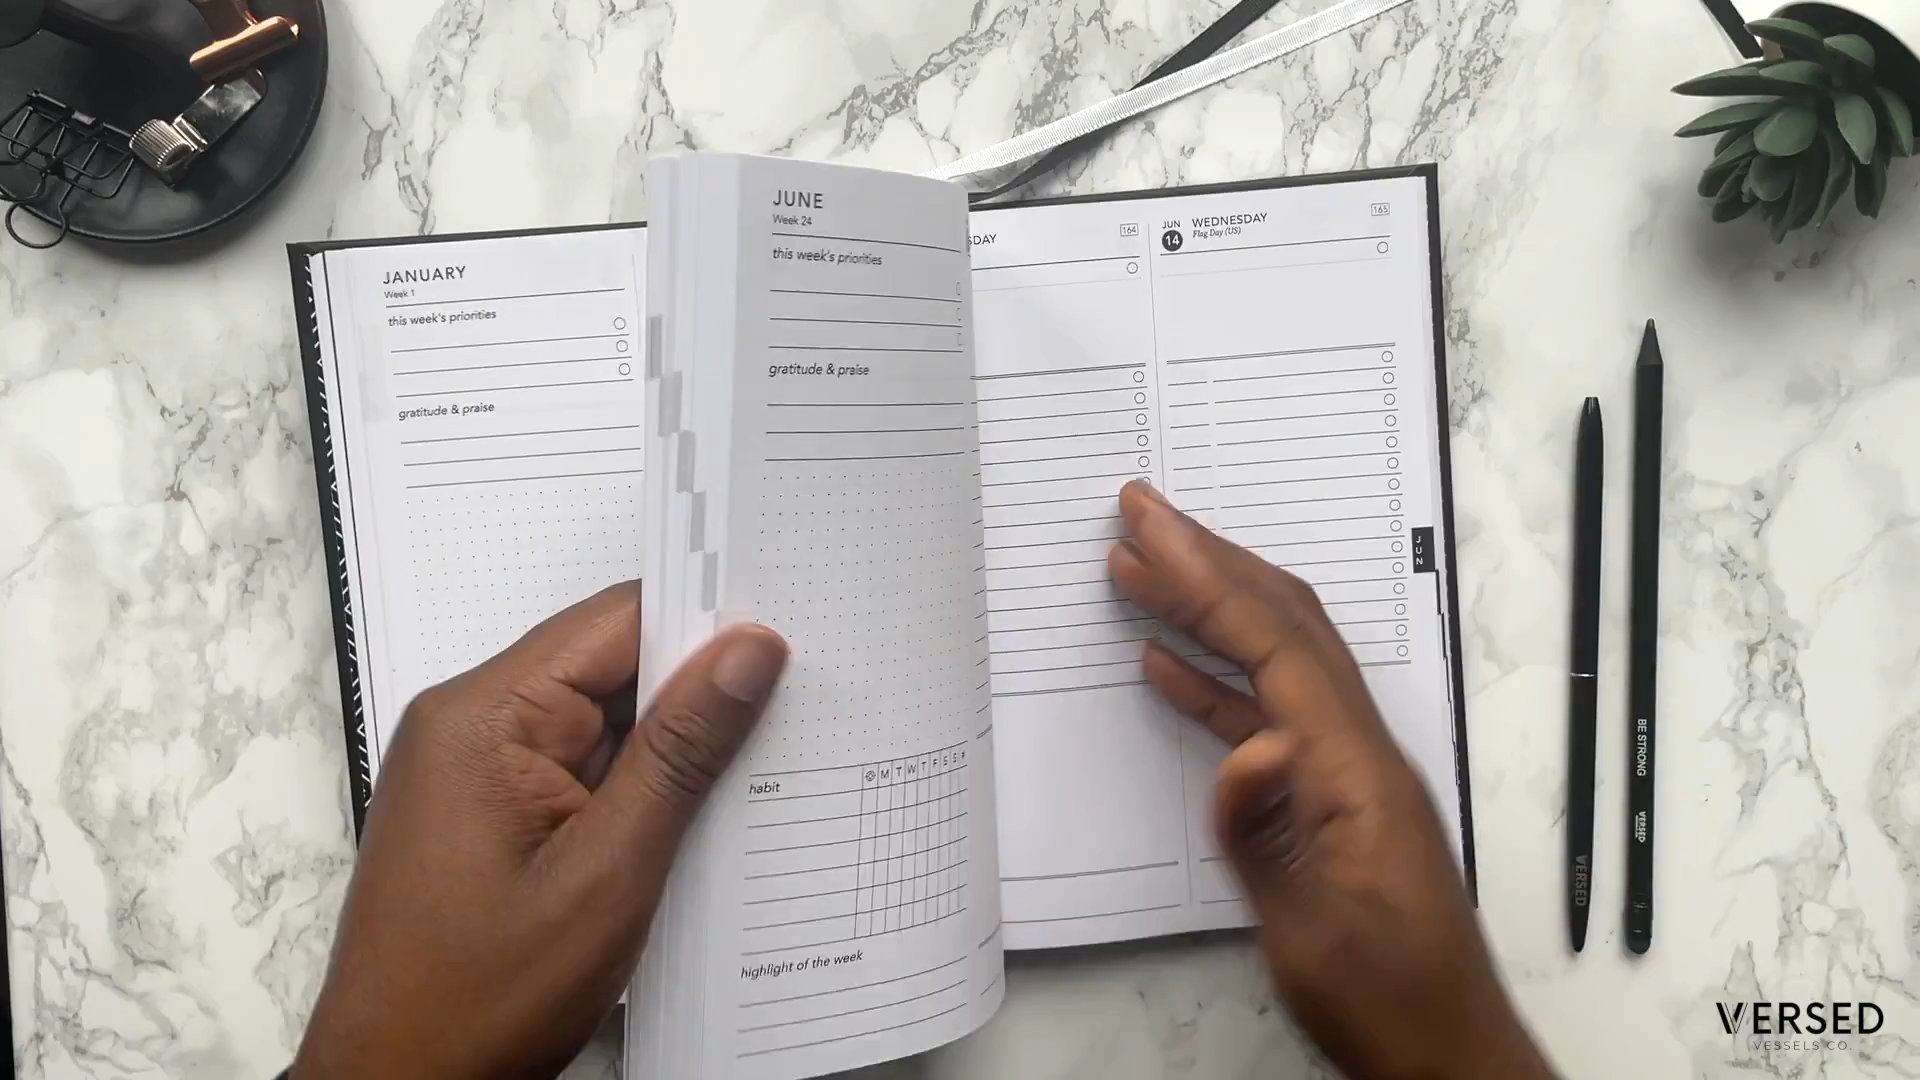 JANUARY
Week 1
this week's priorities
gratitude & praise
JUNE
Week 24
this week's priorities
gratitude & praise
habit
M T W T F S S #
highlight of the week
SDAY
164
JUN
14
WEDNESDAY
Flag Day (US)
165
JUN
VERSED
BE STRONG
VERSED
VERSED
VESSELS CO.